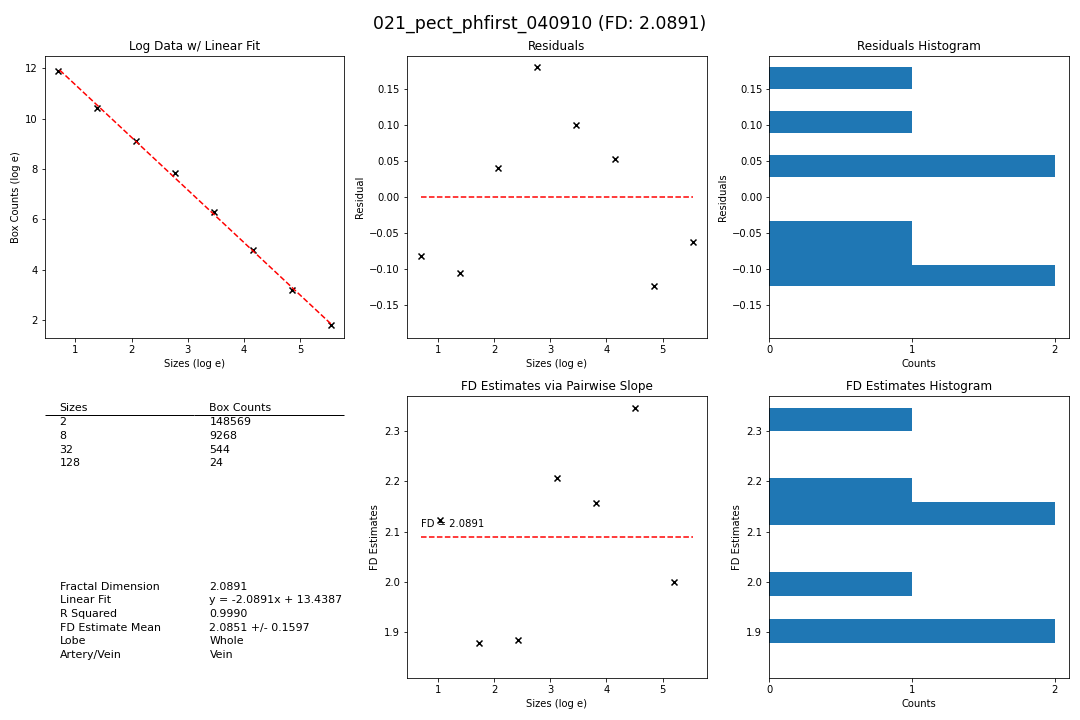 021_pect_phfirst_040910 (FD: 2.0891)
Log Data w/ Linear Fit
Box Counts (log e)
12
10
8
6
4
2
1 2 3 4 5
Sizes (log e)
Residuals
Residual
0.15
0.10
0.05
0.00
−0.05
−0.10
−0.15
1 2 3 4 5
Sizes (log e)
Residuals Histogram
Residuals
0.15
0.10
0.05
0.00
−0.05
−0.10
−0.15
0 1 2
Counts
Sizes Box Counts
2 148569
8 9268
32 544
128 24
Fractal Dimension 2.0891
Linear Fit y = -2.0891x + 13.4387
R Squared 0.9990
FD Estimate Mean 2.0851 +/- 0.1597
Lobe Whole
Artery/Vein Vein
FD Estimates via Pairwise Slope
FD Estimates
2.3
2.2
2.1
2.0
1.9
FD = 2.0891
1 2 3 4 5
Sizes (log e)
FD Estimates Histogram
FD Estimates
2.3
2.2
2.1
2.0
1.9
0 1 2
Counts